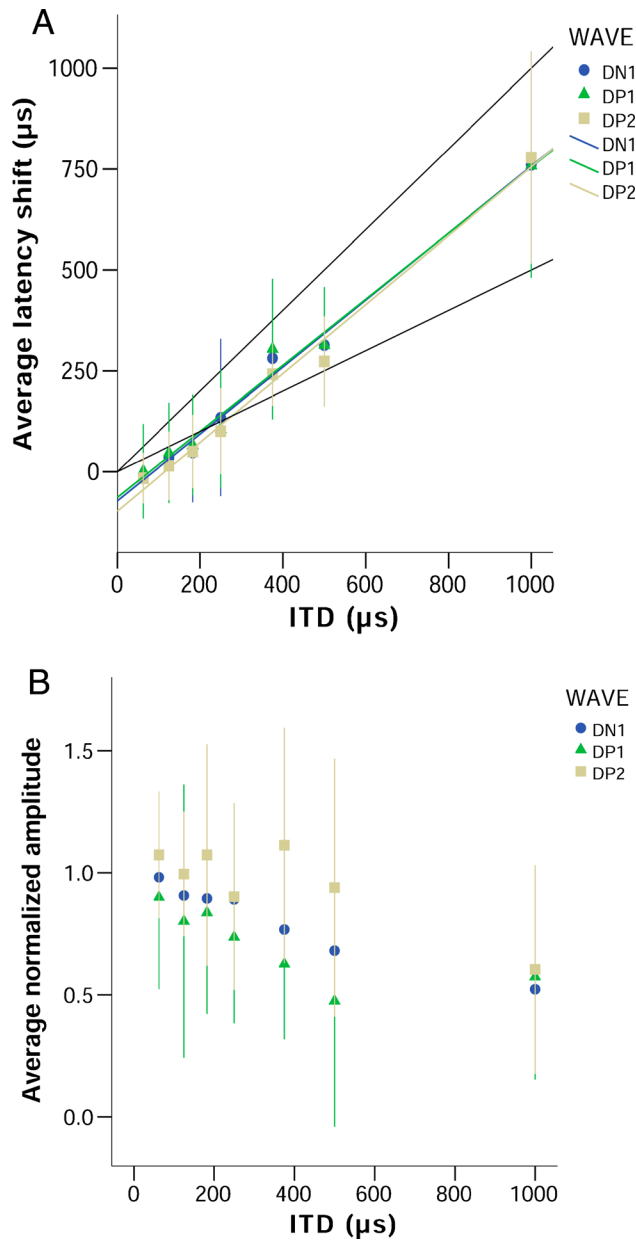 A
WAVE
DN1
DP1
DP2
DN1
DP1
DP2
Average latency shift (µs)
1000
750
500
250
0
0 200 400 600 800 1000
ITD (µs)
B
WAVE
DN1
DP1
DP2
Average normalized amplitude
1.5
1.0
0.5
0.0
0 200 400 600 800 1000
ITD (µs)